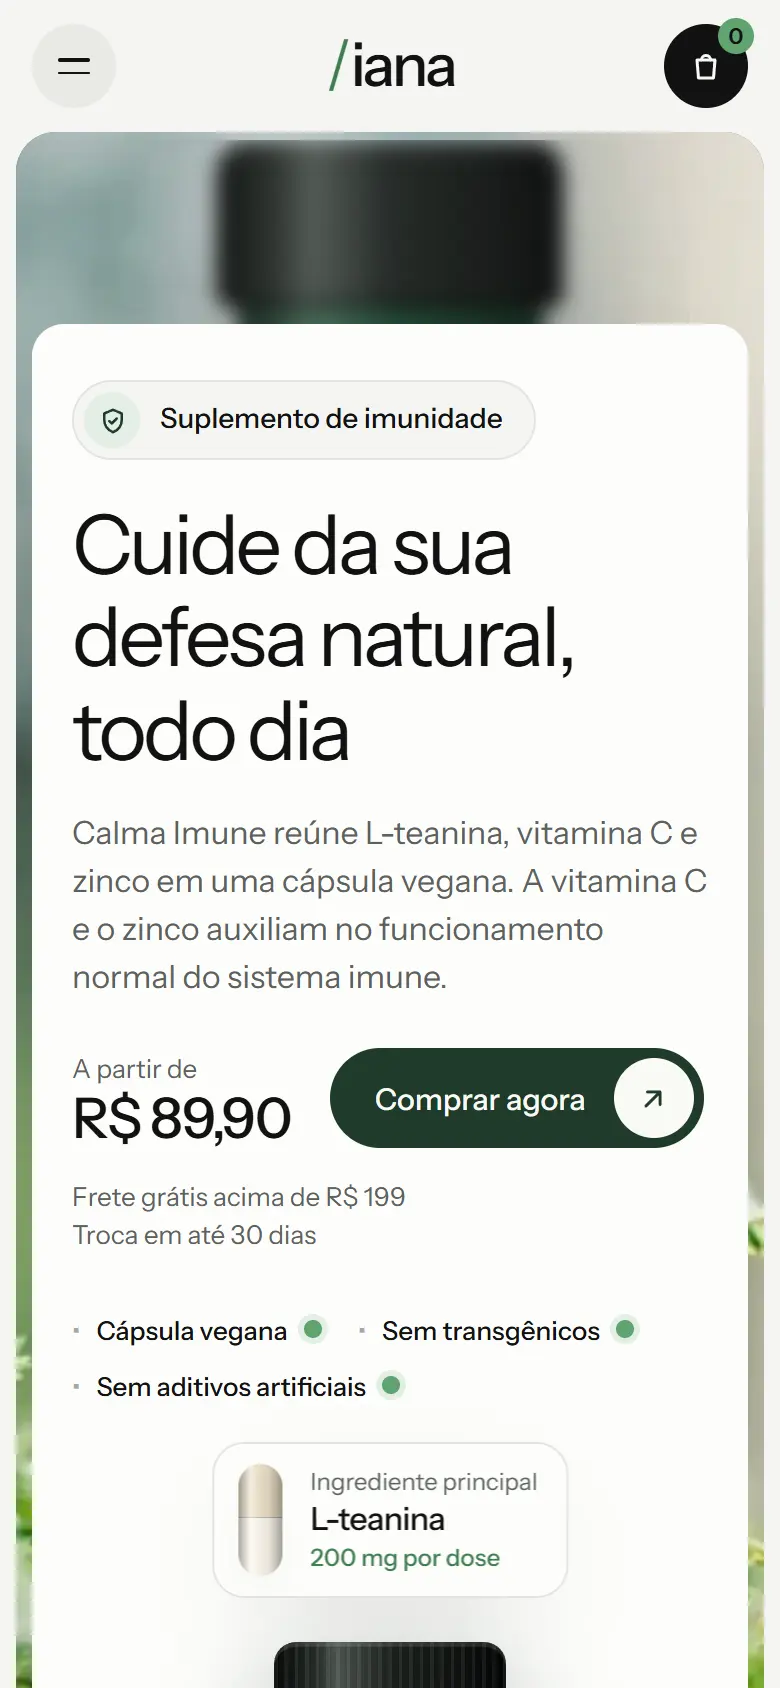 /iana
0
Suplemento de imunidade
Cuide da sua
defesa natural,
todo dia
Calma Imune reúne L-teanina, vitamina C e
zinco em uma cápsula vegana. A vitamina C
e o zinco auxiliam no funcionamento
normal do sistema imune.
A partir de
R$ 89,90
Comprar agora
Frete grátis acima de R$ 199
Troca em até 30 dias
Cápsula vegana
Sem transgênicos
Sem aditivos artificiais
Ingrediente principal
L-teanina
200 mg por dose